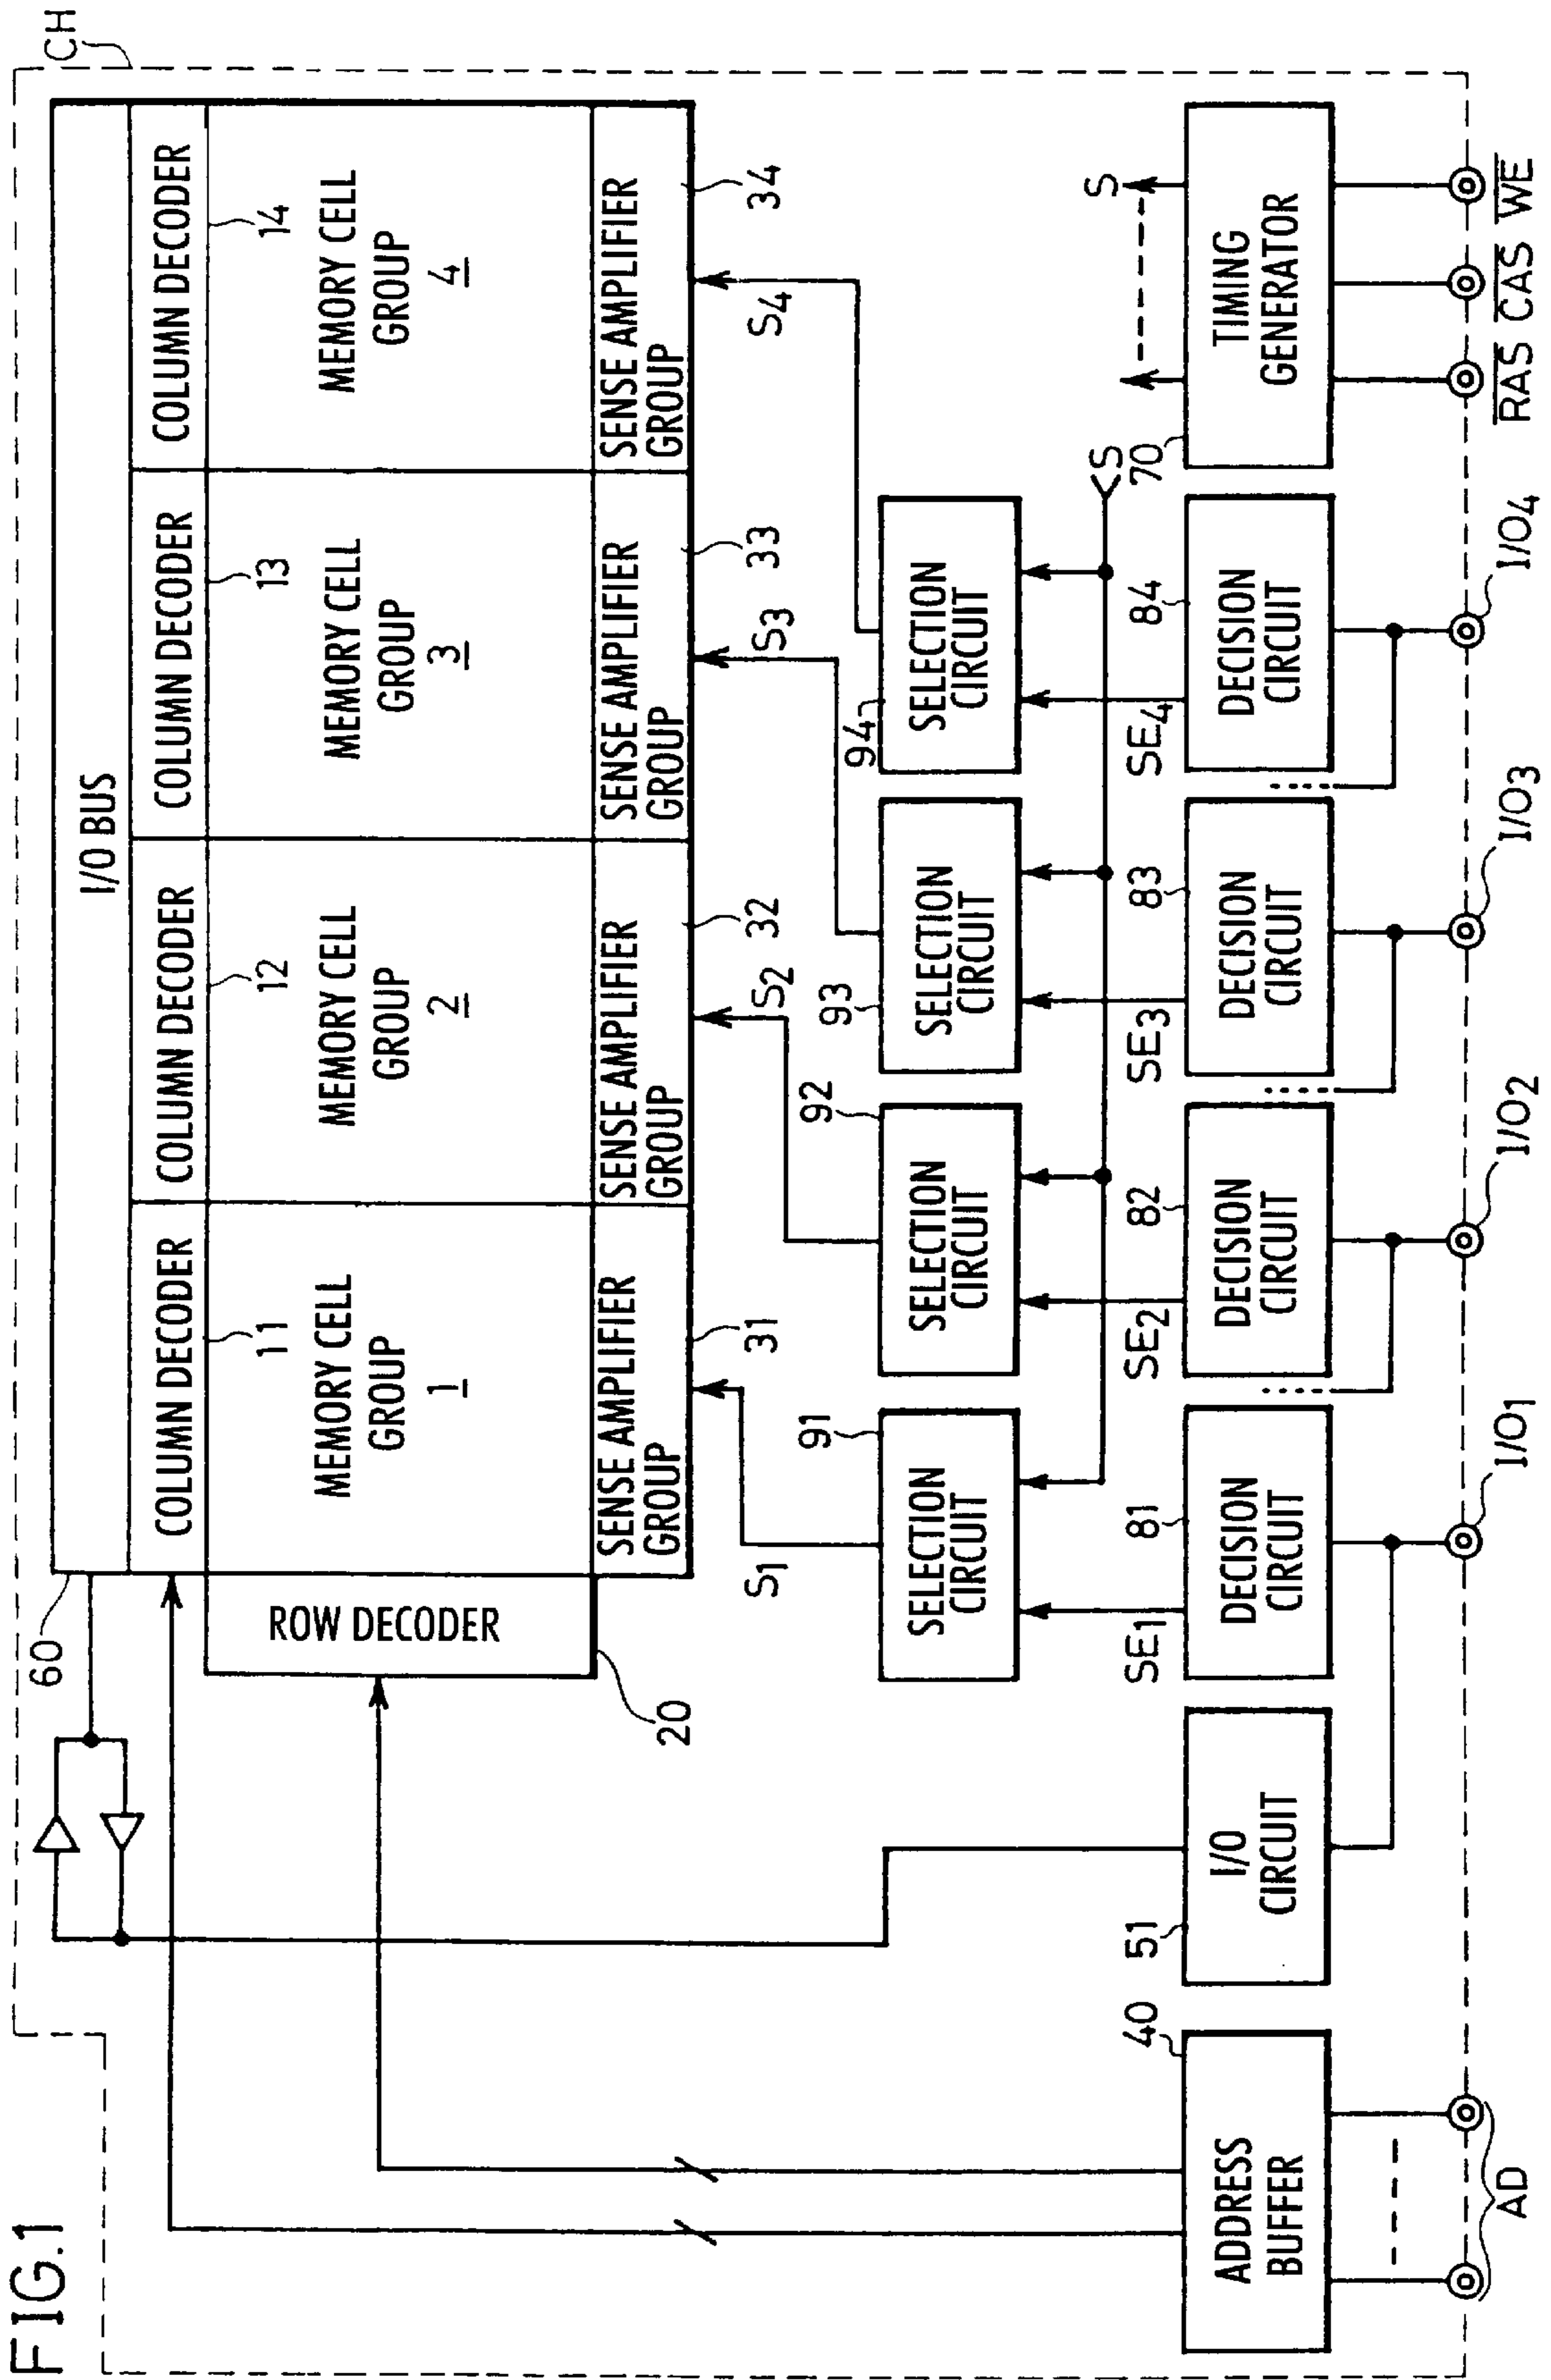 FIG.1
CH
60
I/O BUS
COLUMN DECODER
COLUMN DECODER
COLUMN DECODER
COLUMN DECODER
11
12
13
14
ROW DECODER
20
MEMORY CELL
GROUP
1
MEMORY CELL
GROUP
2
MEMORY CELL
GROUP
3
MEMORY CELL
GROUP
4
SENSE AMPLIFIER
GROUP
SENSE AMPLIFIER
GROUP
SENSE AMPLIFIER
GROUP
SENSE AMPLIFIER
GROUP
31
32
33
34
S1
S2
S3
S4
91
SELECTION
CIRCUIT
92
SELECTION
CIRCUIT
93
SELECTION
CIRCUIT
94
SELECTION
CIRCUIT
S
S
SE1
SE2
SE3
SE4
40
ADDRESS
BUFFER
51
I/O
CIRCUIT
81
DECISION
CIRCUIT
82
DECISION
CIRCUIT
83
DECISION
CIRCUIT
84
DECISION
CIRCUIT
70
TIMING
GENERATOR
AD
I/O1
I/O2
I/O3
I/O4
R̅A̅S̅ C̅A̅S̅ W̅E̅